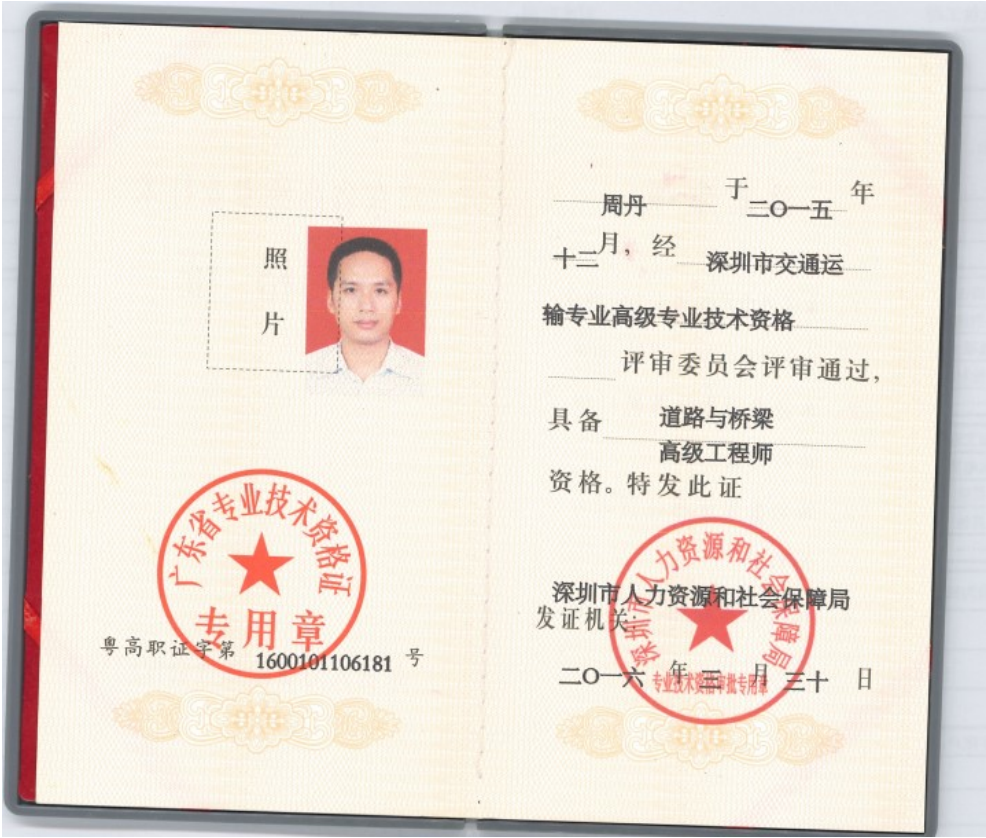 照
片
广东省专业技术资格证
专用章
粤高职证字第 1600101106181 号
周丹 于 二O一五 年
十二 月，经 深圳市交通运
输专业高级专业技术资格
评审委员会评审通过，
具备 道路与桥梁
高级工程师
资格。特发此证
深圳市人力资源和社会保障局
深圳市人力资源和社会保障局
发证机关：
二O一六 年 三 月 三十 日
专业技术资格审批专用章